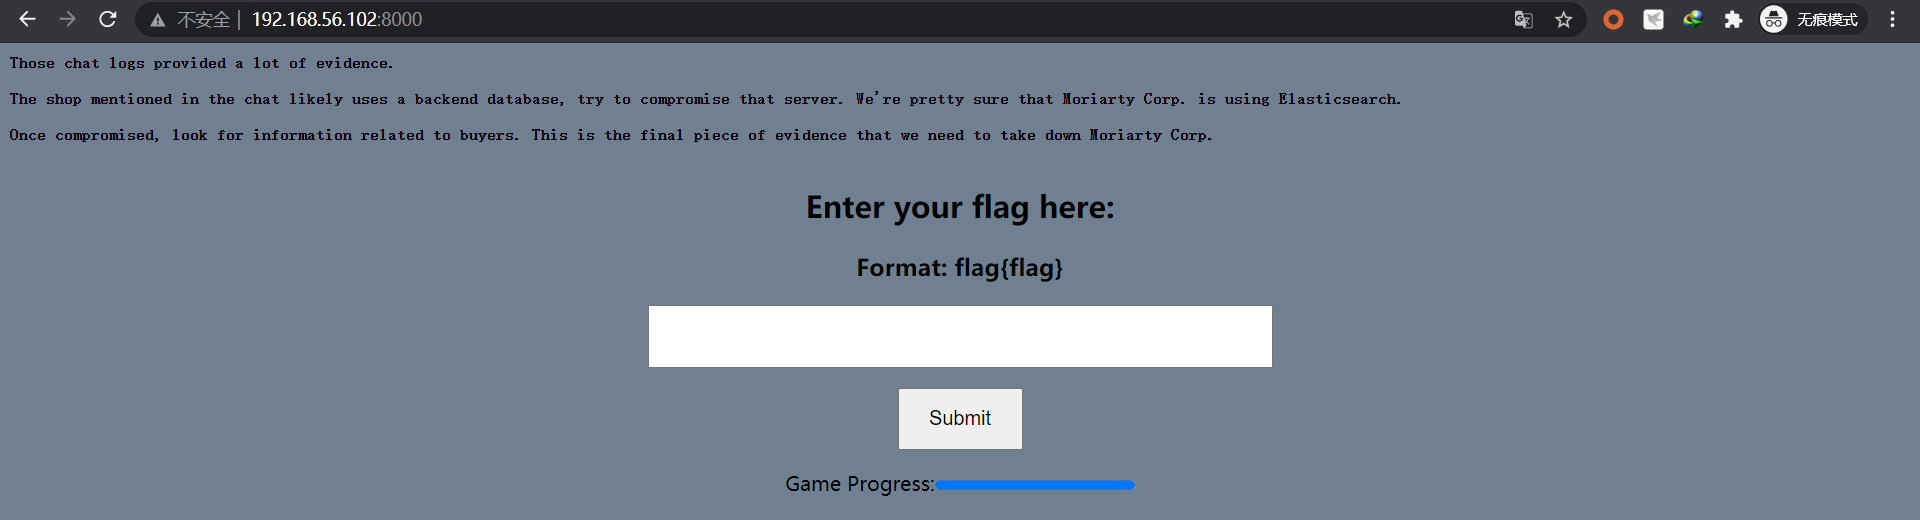 不安全 192.168.56.102:8000 无痕模式
Those chat logs provided a lot of evidence.
The shop mentioned in the chat likely uses a backend database, try to compromise that server. We're pretty sure that Moriarty Corp. is using Elasticsearch.
Once compromised, look for information related to buyers. This is the final piece of evidence that we need to take down Moriarty Corp.
Enter your flag here:
Format: flag{flag}
Submit
Game Progress: